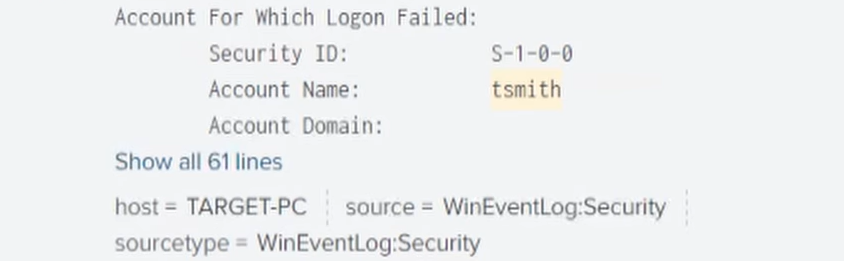 Account For Which Logon Failed:
Security ID: S-1-0-0
Account Name: tsmith
Account Domain:
Show all 61 lines
host = TARGET-PC source = WinEventLog:Security
sourcetype = WinEventLog:Security